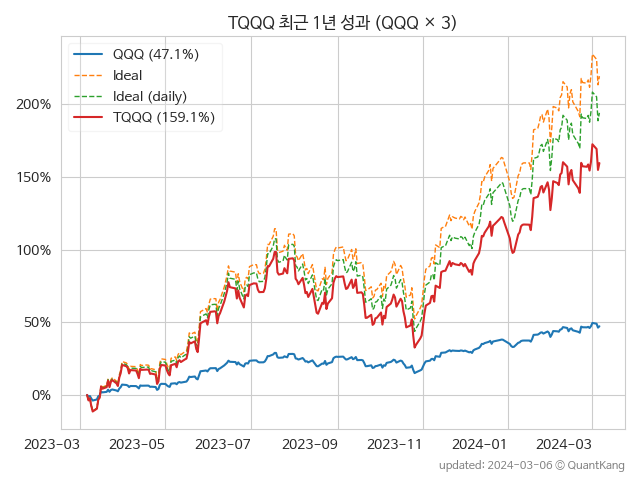 TQQQ 최근 1년 성과 (QQQ × 3)
QQQ (47.1%)
Ideal
Ideal (daily)
TQQQ (159.1%)
200%
150%
100%
50%
0%
2023-03 2023-05 2023-07 2023-09 2023-11 2024-01 2024-03
updated: 2024-03-06 © QuantKang